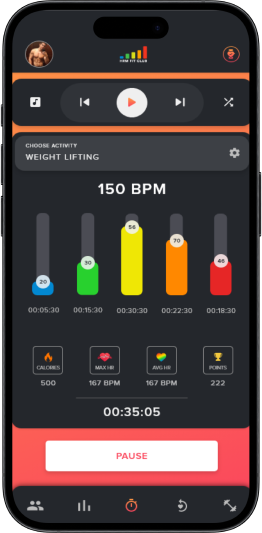 HRM FIT CLUB
CHOOSE ACTIVITY
WEIGHT LIFTING
150 BPM
20 30 56 70 46
00:05:30 00:15:30 00:30:30 00:22:30 00:18:30
CALORIES MAX HR AVG HR POINTS
500 167 BPM 167 BPM 222
00:35:05
PAUSE